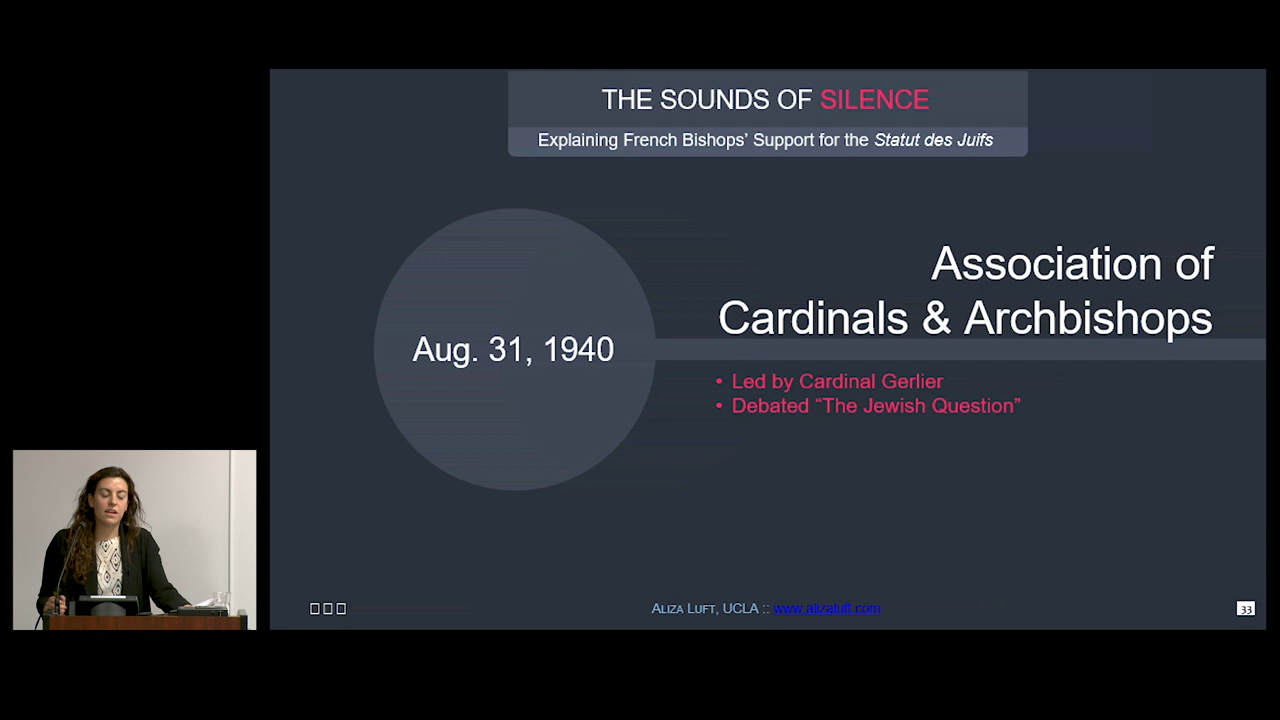 THE SOUNDS OF SILENCE
Explaining French Bishops’ Support for the Statut des Juifs
Association of
Cardinals & Archbishops
Aug. 31, 1940
• Led by Cardinal Gerlier
• Debated “The Jewish Question”
ALIZA LUFT, UCLA :: www.alizaluft.com
33